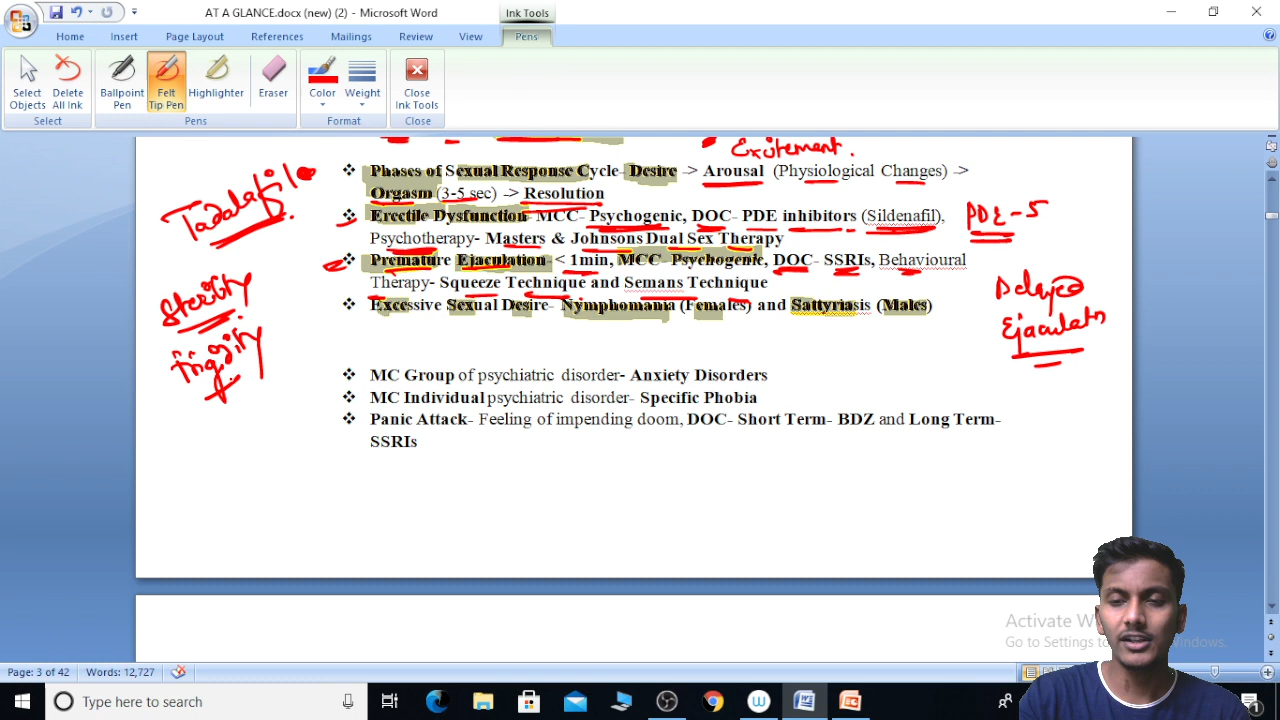 AT A GLANCE.docx (new) (2) - Microsoft Word
Ink Tools
Home Insert Page Layout References Mailings Review View Pens
Select Objects
Delete All Ink
Ballpoint Pen
Felt Tip Pen
Highlighter
Eraser
Color
Weight
Close Ink Tools
Select Pens Format Close
Excitement.
Phases of Sexual Response Cycle- Desire -> Arousal (Physiological Changes) ->
Orgasm (3-5 sec) -> Resolution
Tadalafil
Erectile Dysfunction- MCC- Psychogenic, DOC- PDE inhibitors (Sildenafil),
PDE-5
Psychotherapy- Masters & Johnsons Dual Sex Therapy
Premature Ejaculation- < 1min, MCC- Psychogenic, DOC- SSRIs, Behavioural
Therapy- Squeeze Technique and Semans Technique
Sterility
Delayed
Excessive Sexual Desire- Nymphomania (Females) and Sattyriasis (Males)
Frigidity
MC Group of psychiatric disorder- Anxiety Disorders
MC Individual psychiatric disorder- Specific Phobia
Panic Attack- Feeling of impending doom, DOC- Short Term- BDZ and Long Term-
SSRIs
Activate
Go to Settings to
Windows.
Page: 3 of 42 Words: 12,727
Type here to search